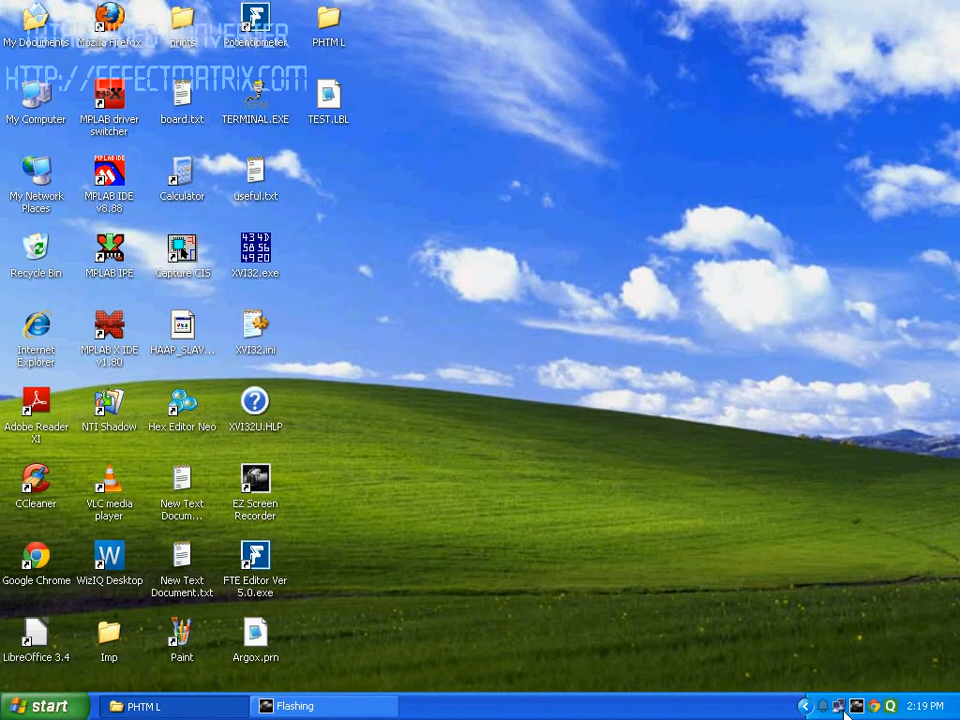 My Documents
Mozilla Firefox
prints
Potentiometer
PHTM L
HTTP://EFFECTMATRIX.COM
My Computer
MPLAB driver
switcher
board.txt
TERMINAL.EXE
TEST.LBL
My Network
Places
MPLAB IDE
v8.88
Calculator
useful.txt
Recycle Bin
MPLAB IPE
Capture CIS
XVI32.exe
Internet
Explorer
MPLAB X IDE
v1.80
HAAP_SLAV...
XVI32.ini
Adobe Reader
XI
NTI Shadow
Hex Editor Neo
XVI32U.HLP
CCleaner
VLC media
player
New Text
Docum...
EZ Screen
Recorder
Google Chrome
WizIQ Desktop
New Text
Document.txt
FTE Editor Ver
5.0.exe
LibreOffice 3.4
Imp
Paint
Argox.prn
start
PHTM L
Flashing
2:19 PM